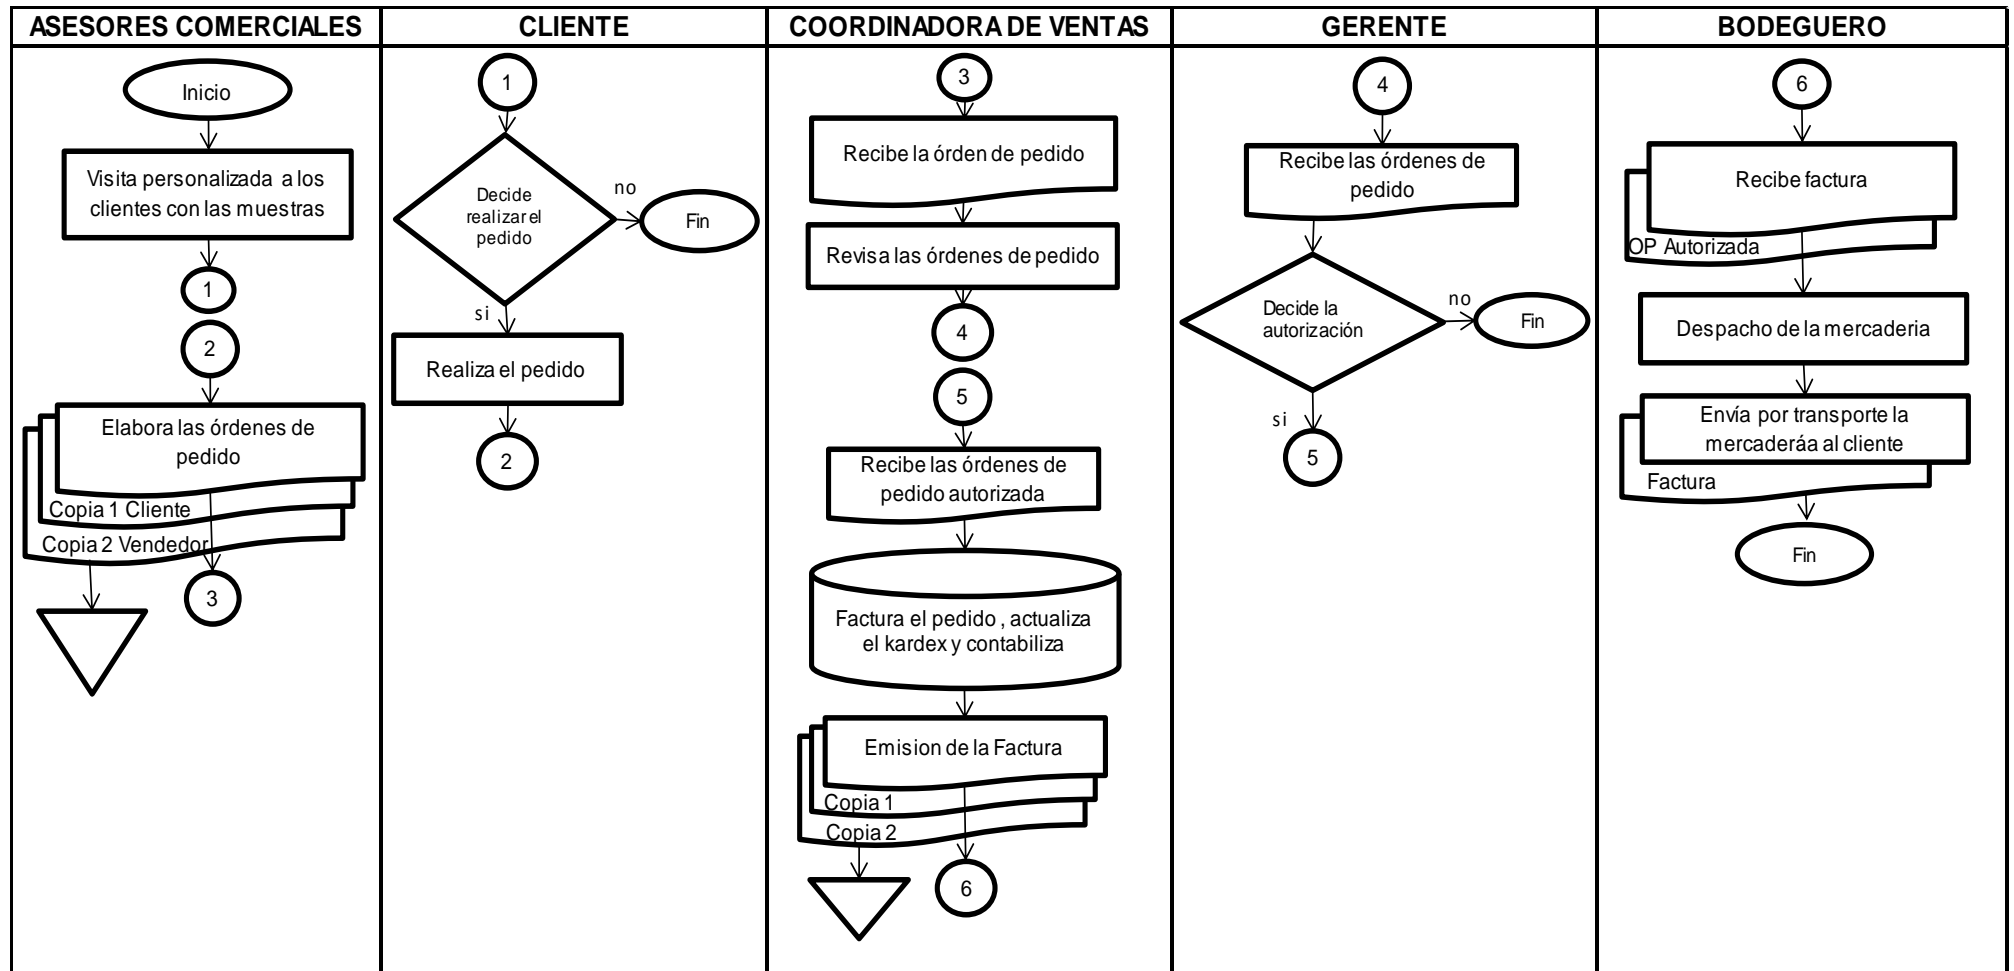 ASESORES COMERCIALES
Inicio
Visita personalizada a los
clientes con las muestras
1
2
Elabora las órdenes de
pedido
Copia 1 Cliente
Copia 2 Vendedor
3
CLIENTE
1
Decide
realizar el
pedido
no
Fin
si
Realiza el pedido
2
COORDINADORA DE VENTAS
3
Recibe la órden de pedido
Revisa las órdenes de pedido
4
5
Recibe las órdenes de
pedido autorizada
Factura el pedido , actualiza
el kardex y contabiliza
Emision de la Factura
Copia 1
Copia 2
6
GERENTE
4
Recibe las órdenes de
pedido
Decide la
autorización
no
Fin
si
5
BODEGUERO
6
Recibe factura
OP Autorizada
Despacho de la mercaderia
Envía por transporte la
mercaderáa al cliente
Factura
Fin